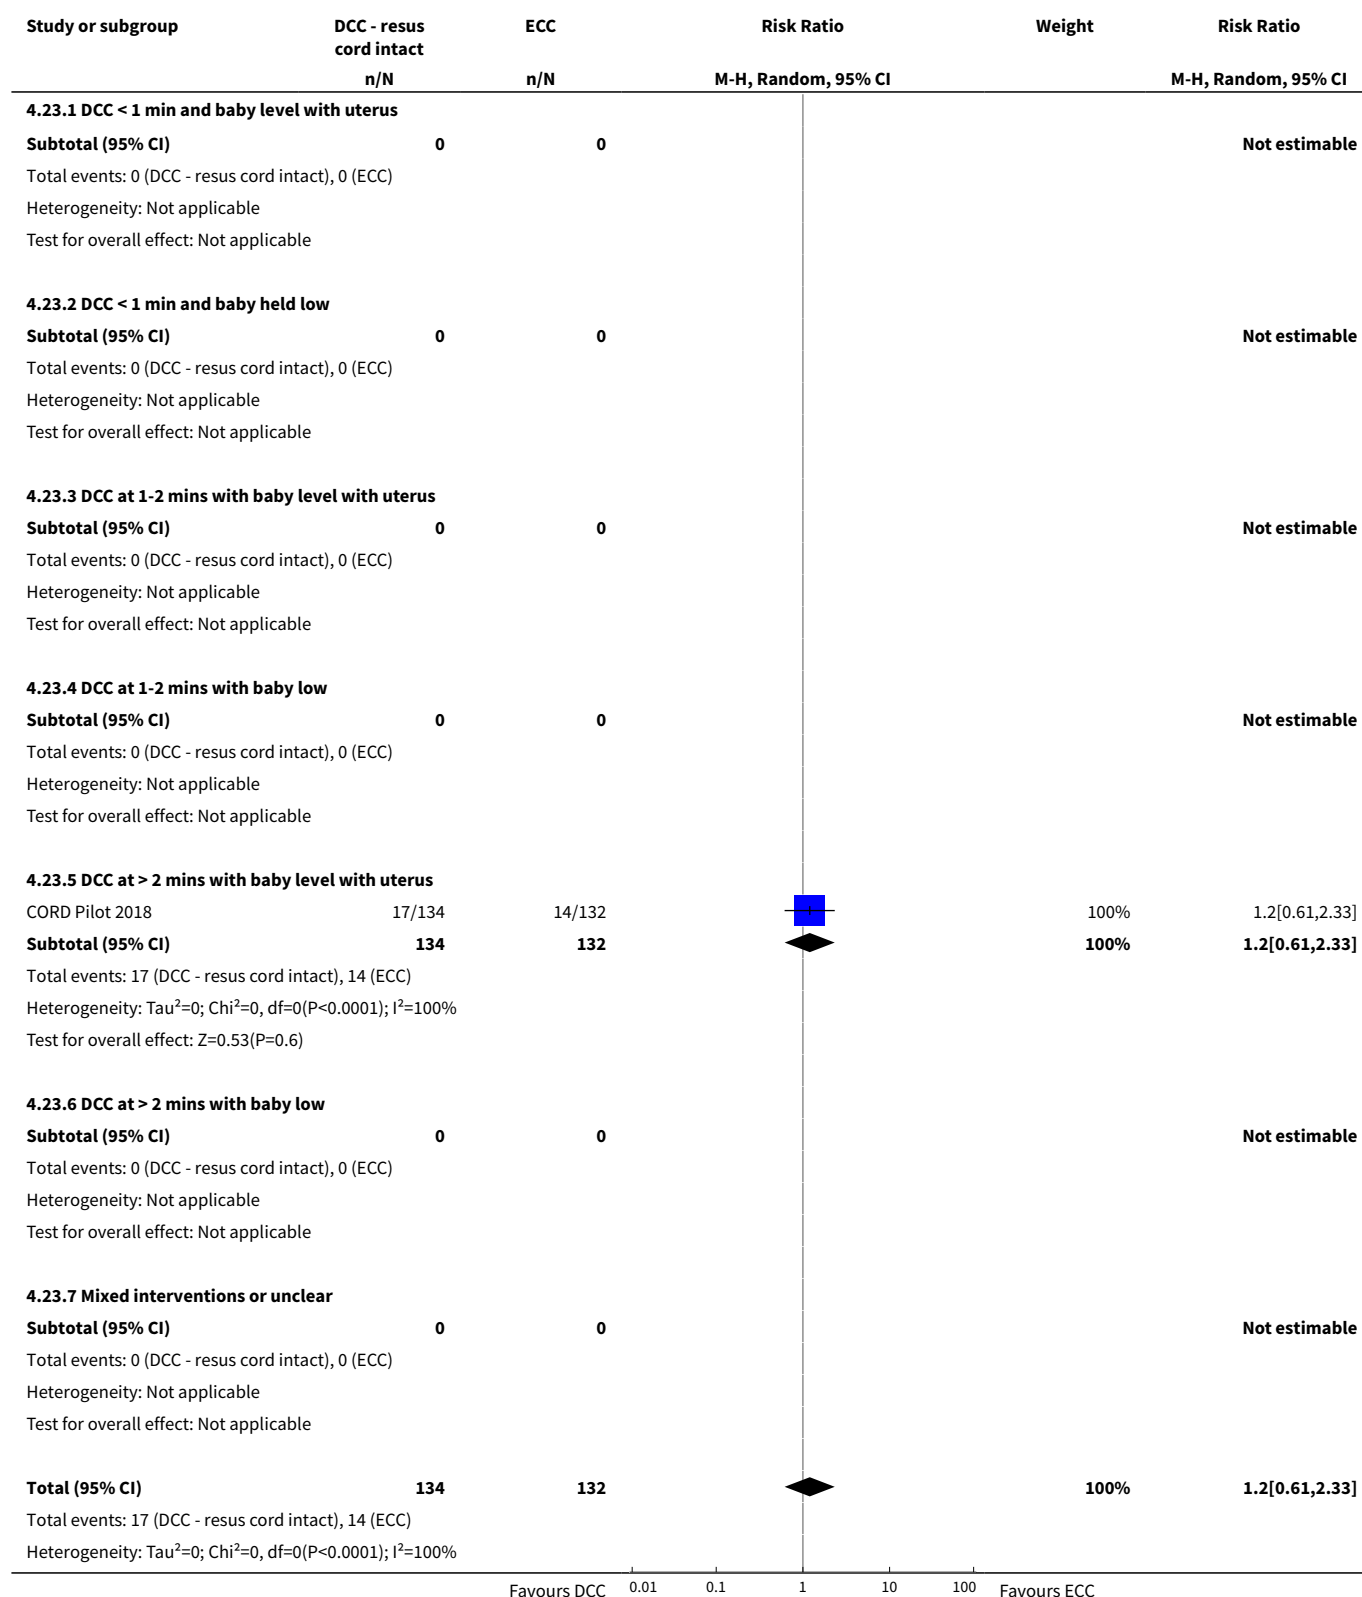 Study or subgroup DCC - resus cord intact ECC Risk Ratio Weight Risk Ratio
n/N n/N M-H, Random, 95% CI M-H, Random, 95% CI
4.23.1 DCC < 1 min and baby level with uterus
Subtotal (95% CI) 0 0 Not estimable
Total events: 0 (DCC - resus cord intact), 0 (ECC)
Heterogeneity: Not applicable
Test for overall effect: Not applicable
4.23.2 DCC < 1 min and baby held low
Subtotal (95% CI) 0 0 Not estimable
Total events: 0 (DCC - resus cord intact), 0 (ECC)
Heterogeneity: Not applicable
Test for overall effect: Not applicable
4.23.3 DCC at 1-2 mins with baby level with uterus
Subtotal (95% CI) 0 0 Not estimable
Total events: 0 (DCC - resus cord intact), 0 (ECC)
Heterogeneity: Not applicable
Test for overall effect: Not applicable
4.23.4 DCC at 1-2 mins with baby low
Subtotal (95% CI) 0 0 Not estimable
Total events: 0 (DCC - resus cord intact), 0 (ECC)
Heterogeneity: Not applicable
Test for overall effect: Not applicable
4.23.5 DCC at > 2 mins with baby level with uterus
CORD Pilot 2018 17/134 14/132 100% 1.2[0.61,2.33]
Subtotal (95% CI) 134 132 100% 1.2[0.61,2.33]
Total events: 17 (DCC - resus cord intact), 14 (ECC)
Heterogeneity: Tau²=0; Chi²=0, df=0(P<0.0001); I²=100%
Test for overall effect: Z=0.53(P=0.6)
4.23.6 DCC at > 2 mins with baby low
Subtotal (95% CI) 0 0 Not estimable
Total events: 0 (DCC - resus cord intact), 0 (ECC)
Heterogeneity: Not applicable
Test for overall effect: Not applicable
4.23.7 Mixed interventions or unclear
Subtotal (95% CI) 0 0 Not estimable
Total events: 0 (DCC - resus cord intact), 0 (ECC)
Heterogeneity: Not applicable
Test for overall effect: Not applicable
Total (95% CI) 134 132 100% 1.2[0.61,2.33]
Total events: 17 (DCC - resus cord intact), 14 (ECC)
Heterogeneity: Tau²=0; Chi²=0, df=0(P<0.0001); I²=100%
Favours DCC 0.01 0.1 1 10 100 Favours ECC